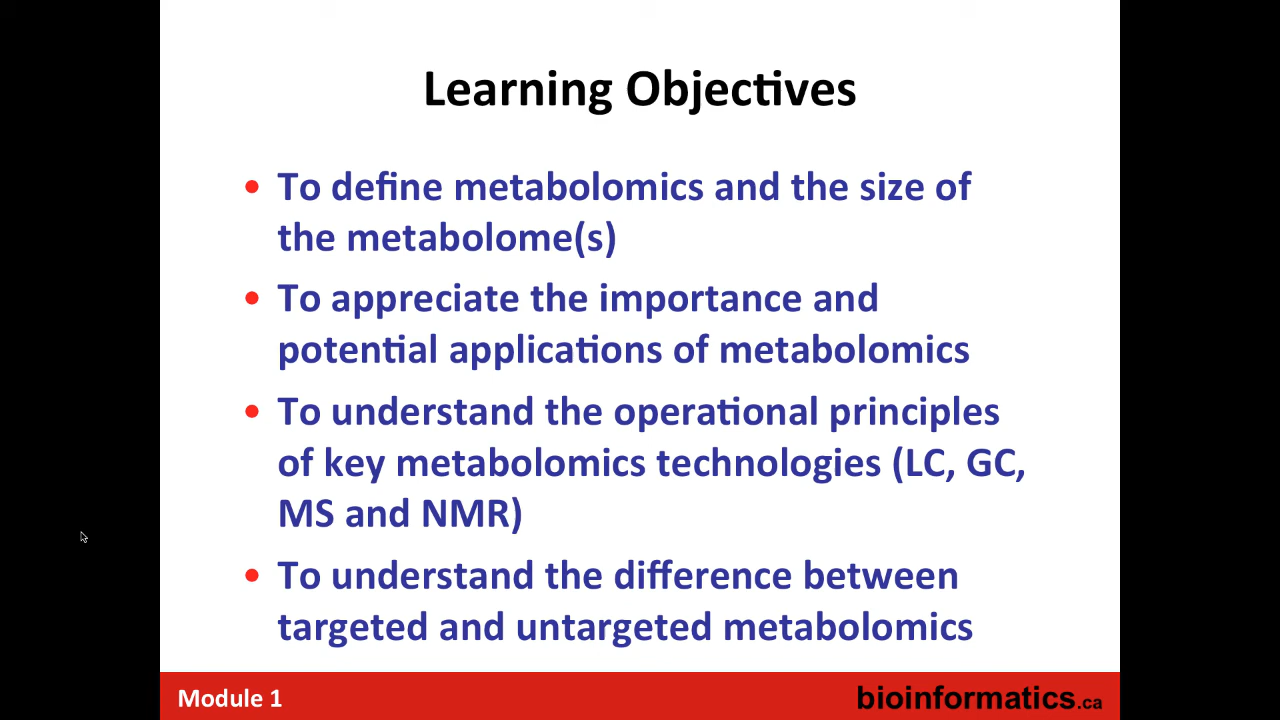 Learning Objectives
• To define metabolomics and the size of
the metabolome(s)
• To appreciate the importance and
potential applications of metabolomics
• To understand the operational principles
of key metabolomics technologies (LC, GC,
MS and NMR)
• To understand the difference between
targeted and untargeted metabolomics
Module 1
bioinformatics.ca